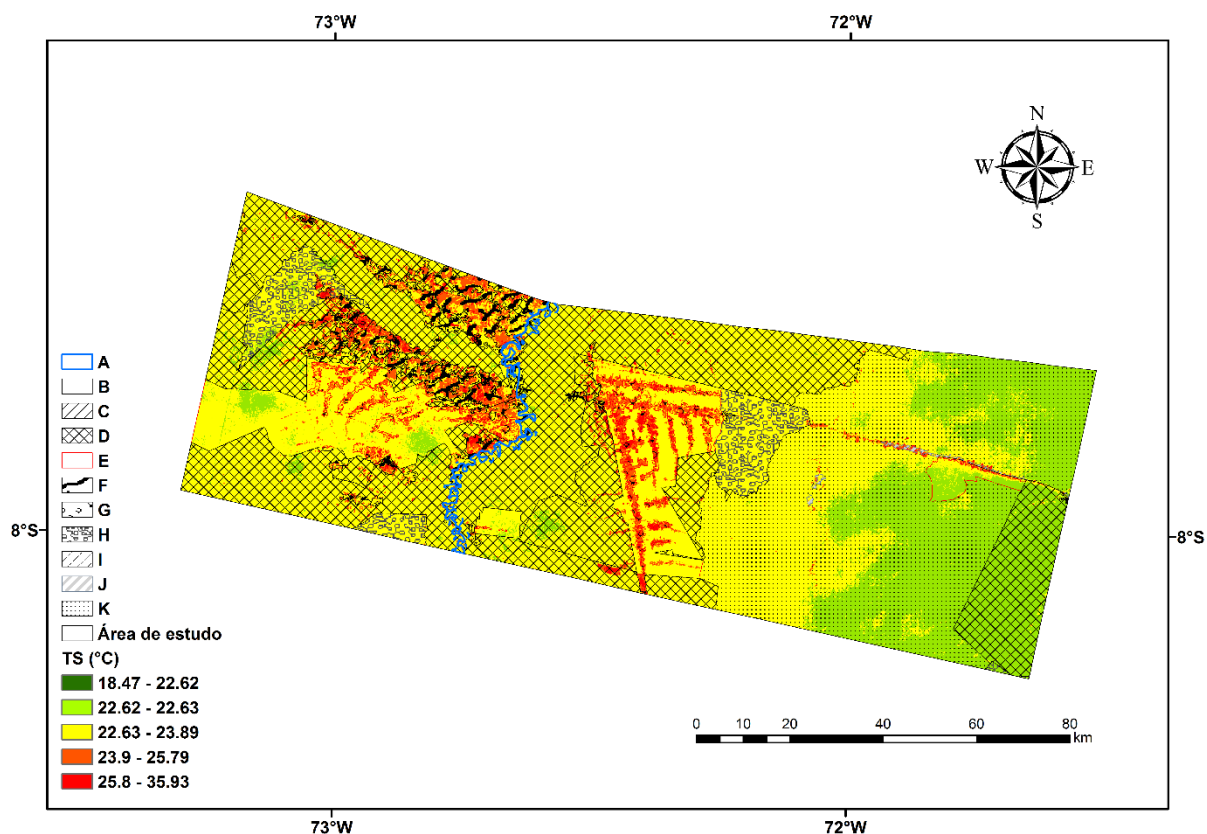 73°W 72°W
N
W E
S
A
B
C
D
E
F
G
H
I
J
K
Área de estudo
TS (°C)
18.47 - 22.62
22.62 - 22.63
22.63 - 23.89
23.9 - 25.79
25.8 - 35.93
8°S 8°S
0 10 20 40 60 80
km
73°W 72°W